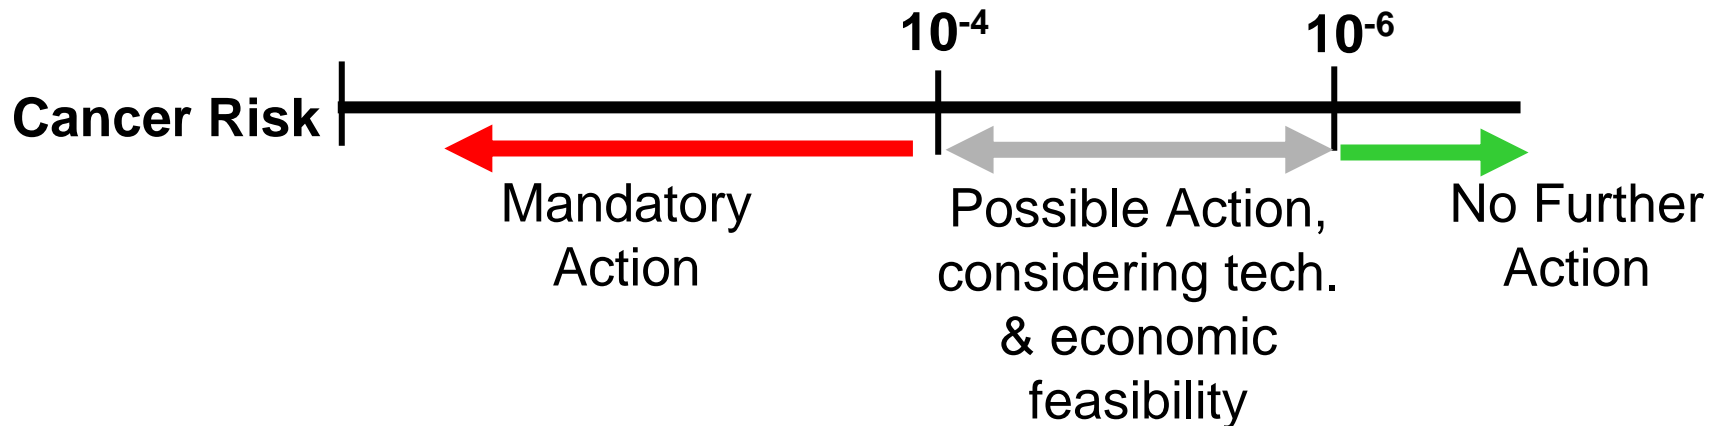 10⁻⁴
10⁻⁶
Cancer Risk
Mandatory
Action
Possible Action,
considering tech.
& economic
feasibility
No Further
Action